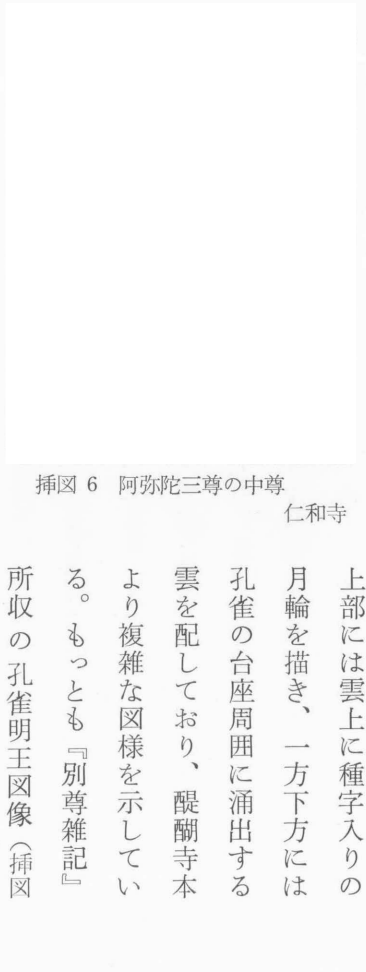 挿図 6 阿弥陀三尊の中尊
仁和寺
上部には雲上に種字入りの
月輪を描き、一方下方には
孔雀の台座周囲に涌出する
雲を配しており、醍醐寺本
より複雑な図様を示してい
る。もっとも『別尊雑記』
所収の孔雀明王図像（挿図